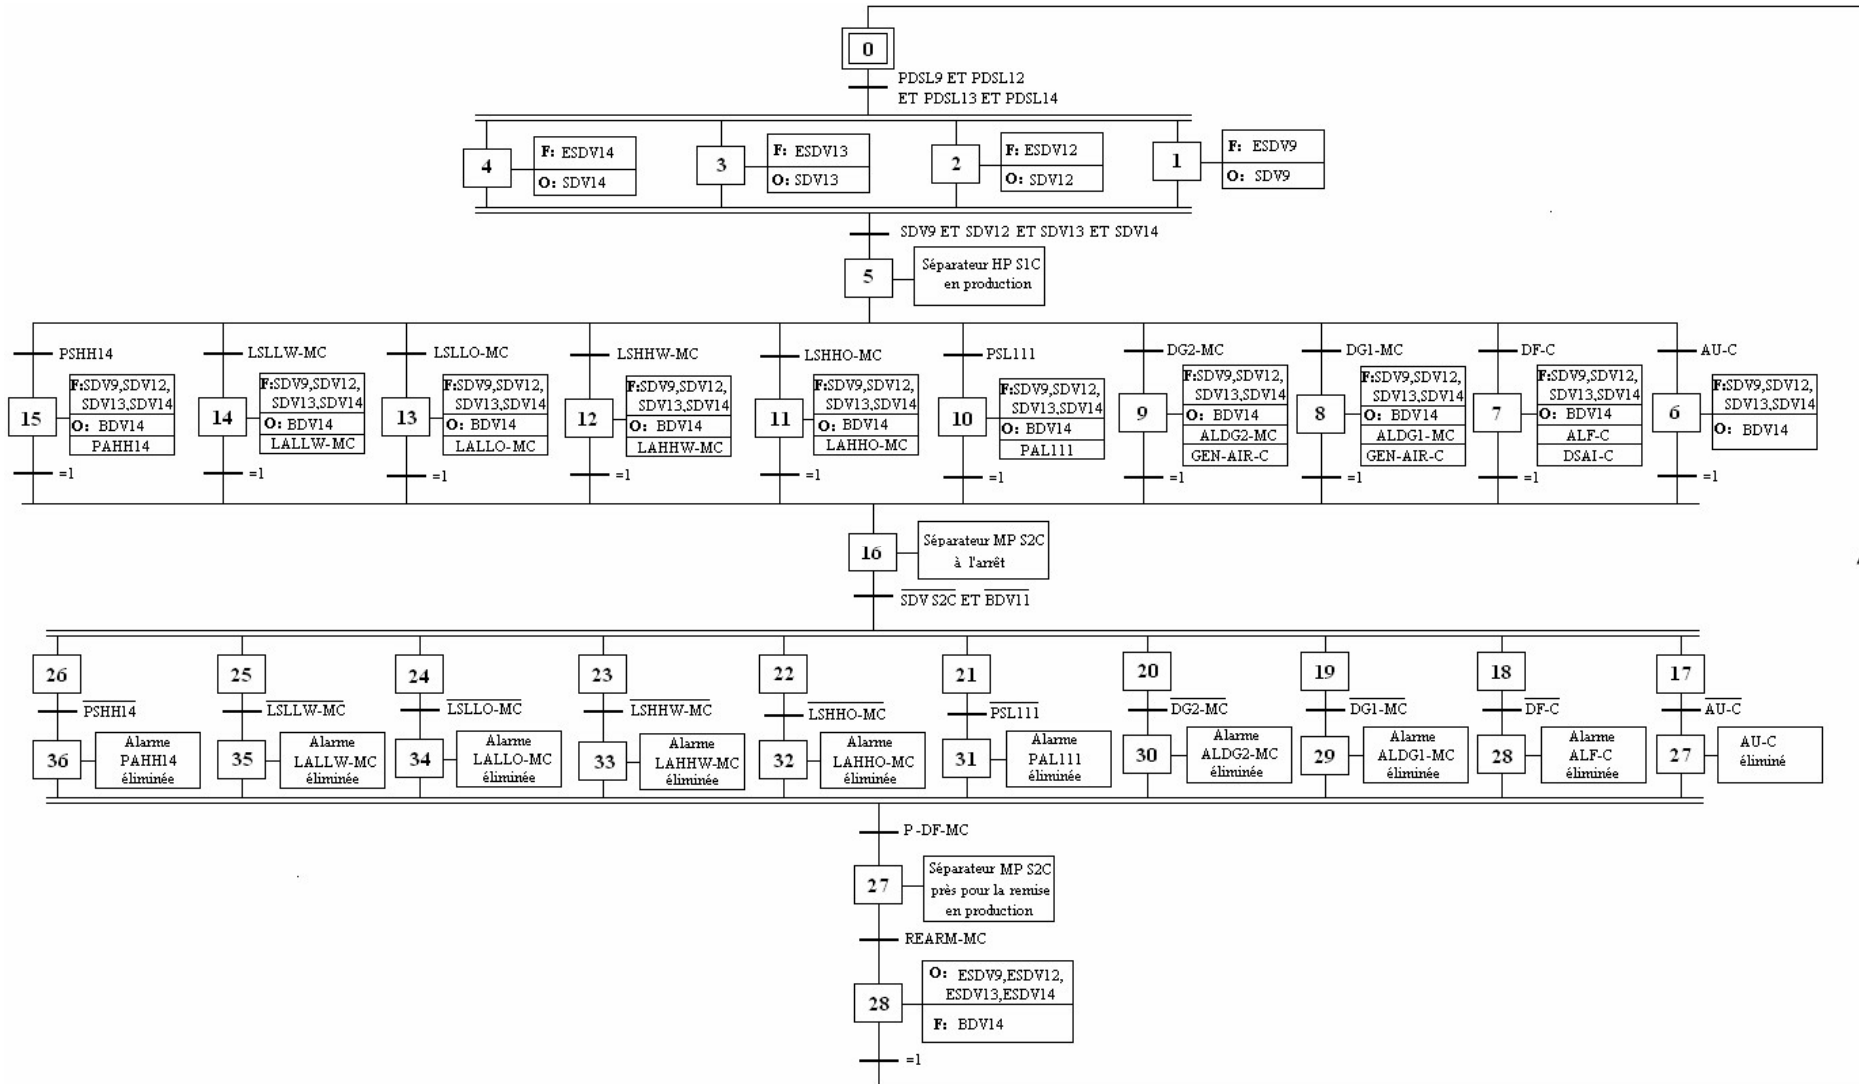 0
PDSL9 ET PDSL12
ET PDSL13 ET PDSL14
4
F: ESDV14
O: SDV14
3
F: ESDV13
O: SDV13
2
F: ESDV12
O: SDV12
1
F: ESDV9
O: SDV9
SDV9 ET SDV12 ET SDV13 ET SDV14
5
Séparateur HP S1C
en production
PSHH14
LSLLW-MC
LSLLO-MC
LSHHW-MC
LSHHO-MC
PSL111
DG2-MC
DG1-MC
DF-C
AU-C
15
F:SDV9,SDV12,
SDV13,SDV14
O: BDV14
PAHH14
=1
14
F:SDV9,SDV12,
SDV13,SDV14
O: BDV14
LALLW-MC
=1
13
F:SDV9,SDV12,
SDV13,SDV14
O: BDV14
LALLO-MC
=1
12
F:SDV9,SDV12,
SDV13,SDV14
O: BDV14
LAHHW-MC
=1
11
F:SDV9,SDV12,
SDV13,SDV14
O: BDV14
LAHHO-MC
=1
10
F:SDV9,SDV12,
SDV13,SDV14
O: BDV14
PAL111
=1
9
F:SDV9,SDV12,
SDV13,SDV14
O: BDV14
ALDG2-MC
GEN-AIR-C
=1
8
F:SDV9,SDV12,
SDV13,SDV14
O: BDV14
ALDG1-MC
GEN-AIR-C
=1
7
F:SDV9,SDV12,
SDV13,SDV14
O: BDV14
ALF-C
DSAI-C
=1
6
F:SDV9,SDV12,
SDV13,SDV14
O: BDV14
=1
16
Séparateur MP S2C
à l'arrêt
SDV S2C ET BDV11
26
PSHH14
36
Alarme
PAHH14
éliminée
25
LSLLW-MC
35
Alarme
LALLW-MC
éliminée
24
LSLLO-MC
34
Alarme
LALLO-MC
éliminée
23
LSHHW-MC
33
Alarme
LAHHW-MC
éliminée
22
LSHHO-MC
32
Alarme
LAHHO-MC
éliminée
21
PSL111
31
Alarme
PAL111
éliminée
20
DG2-MC
30
Alarme
ALDG2-MC
éliminée
19
DG1-MC
29
Alarme
ALDG1-MC
éliminée
18
DF-C
28
Alarme
ALF-C
éliminée
17
AU-C
27
AU-C
éliminé
P-DF-MC
27
Séparateur MP S2C
près pour la remise
en production
REARM-MC
28
O: ESDV9,ESDV12,
ESDV13,ESDV14
F: BDV14
=1